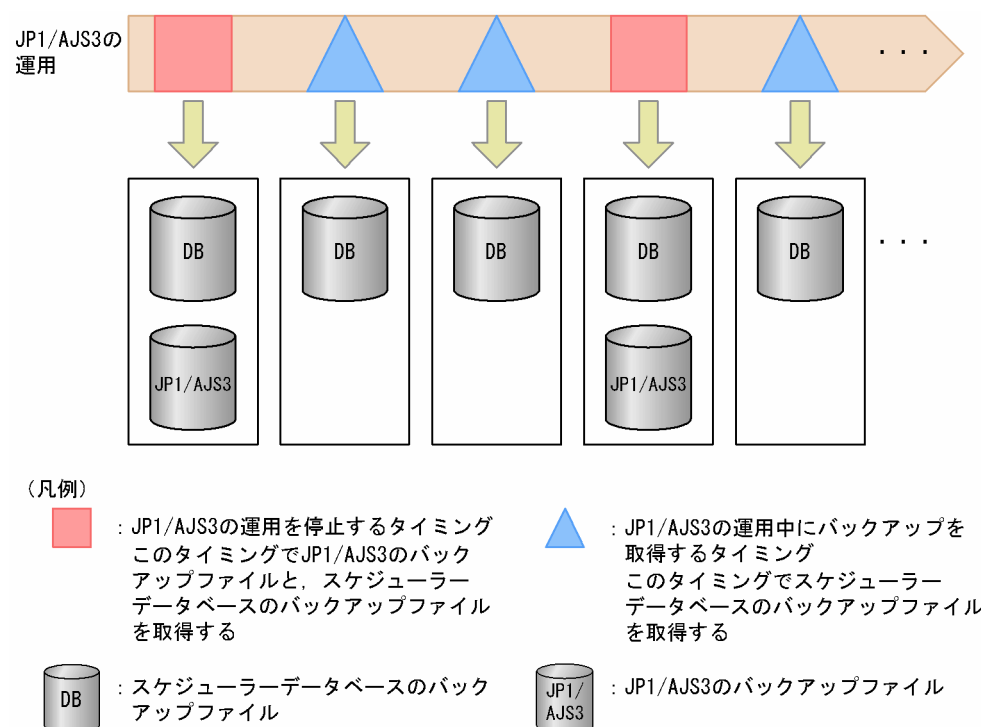 JP1/AJS3の
運用
・・・
DB
DB
DB
DB
DB
・・・
JP1/AJS3
JP1/AJS3
（凡例）
：JP1/AJS3の運用を停止するタイミング
このタイミングでJP1/AJS3のバック
アップファイルと，スケジューラー
データベースのバックアップファイル
を取得する
：JP1/AJS3の運用中にバックアップを
取得するタイミング
このタイミングでスケジューラー
データベースのバックアップファイル
を取得する
DB
：スケジューラーデータベースのバック
アップファイル
JP1/
AJS3
：JP1/AJS3のバックアップファイル